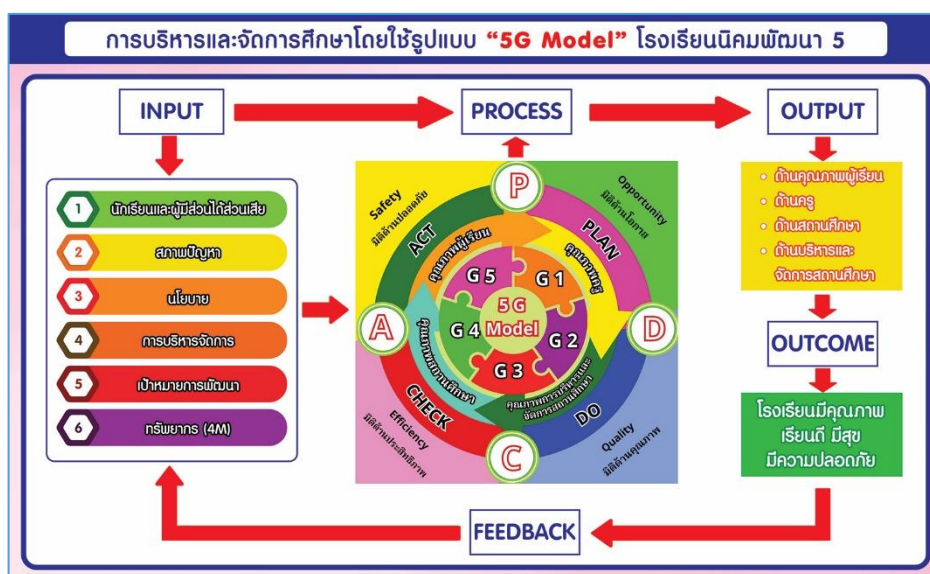 การบริหารและจัดการศึกษาโดยใช้รูปแบบ “5G Model” โรงเรียนนิคมพัฒนา 5
INPUT
PROCESS
OUTPUT
1 นักเรียนและผู้มีส่วนได้ส่วนเสีย
2 สภาพปัญหา
3 นโยบาย
4 การบริหารจัดการ
5 เป้าหมายการพัฒนา
6 ทรัพยากร (4M)
Safety
มิติด้านปลอดภัย
Opportunity
มิติด้านโอกาส
P
ACT
PLAN
คุณภาพผู้เรียน
คุณภาพครู
G 5
G 1
A
5 G
Model
D
G 4
G 2
G 3
คุณภาพสถานศึกษา
คุณภาพการบริหารและ
จัดการสถานศึกษา
CHECK
DO
C
Efficiency
มิติด้านประสิทธิภาพ
Quality
มิติด้านคุณภาพ
• ด้านคุณภาพผู้เรียน
• ด้านครู
• ด้านสถานศึกษา
• ด้านบริหารและ
จัดการสถานศึกษา
OUTCOME
โรงเรียนมีคุณภาพ
เรียนดี มีสุข
มีความปลอดภัย
FEEDBACK